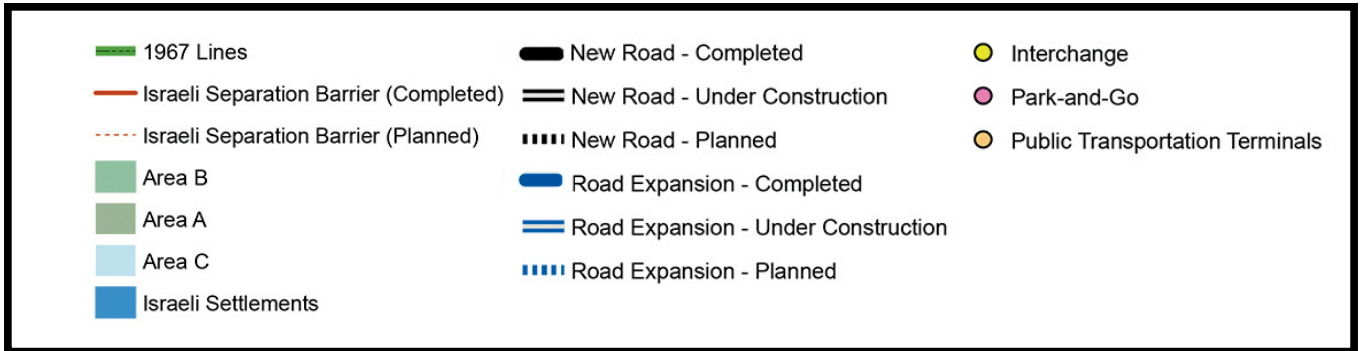 1967 Lines
Israeli Separation Barrier (Completed)
Israeli Separation Barrier (Planned)
Area B
Area A
Area C
Israeli Settlements
New Road - Completed
New Road - Under Construction
New Road - Planned
Road Expansion - Completed
Road Expansion - Under Construction
Road Expansion - Planned
Interchange
Park-and-Go
Public Transportation Terminals